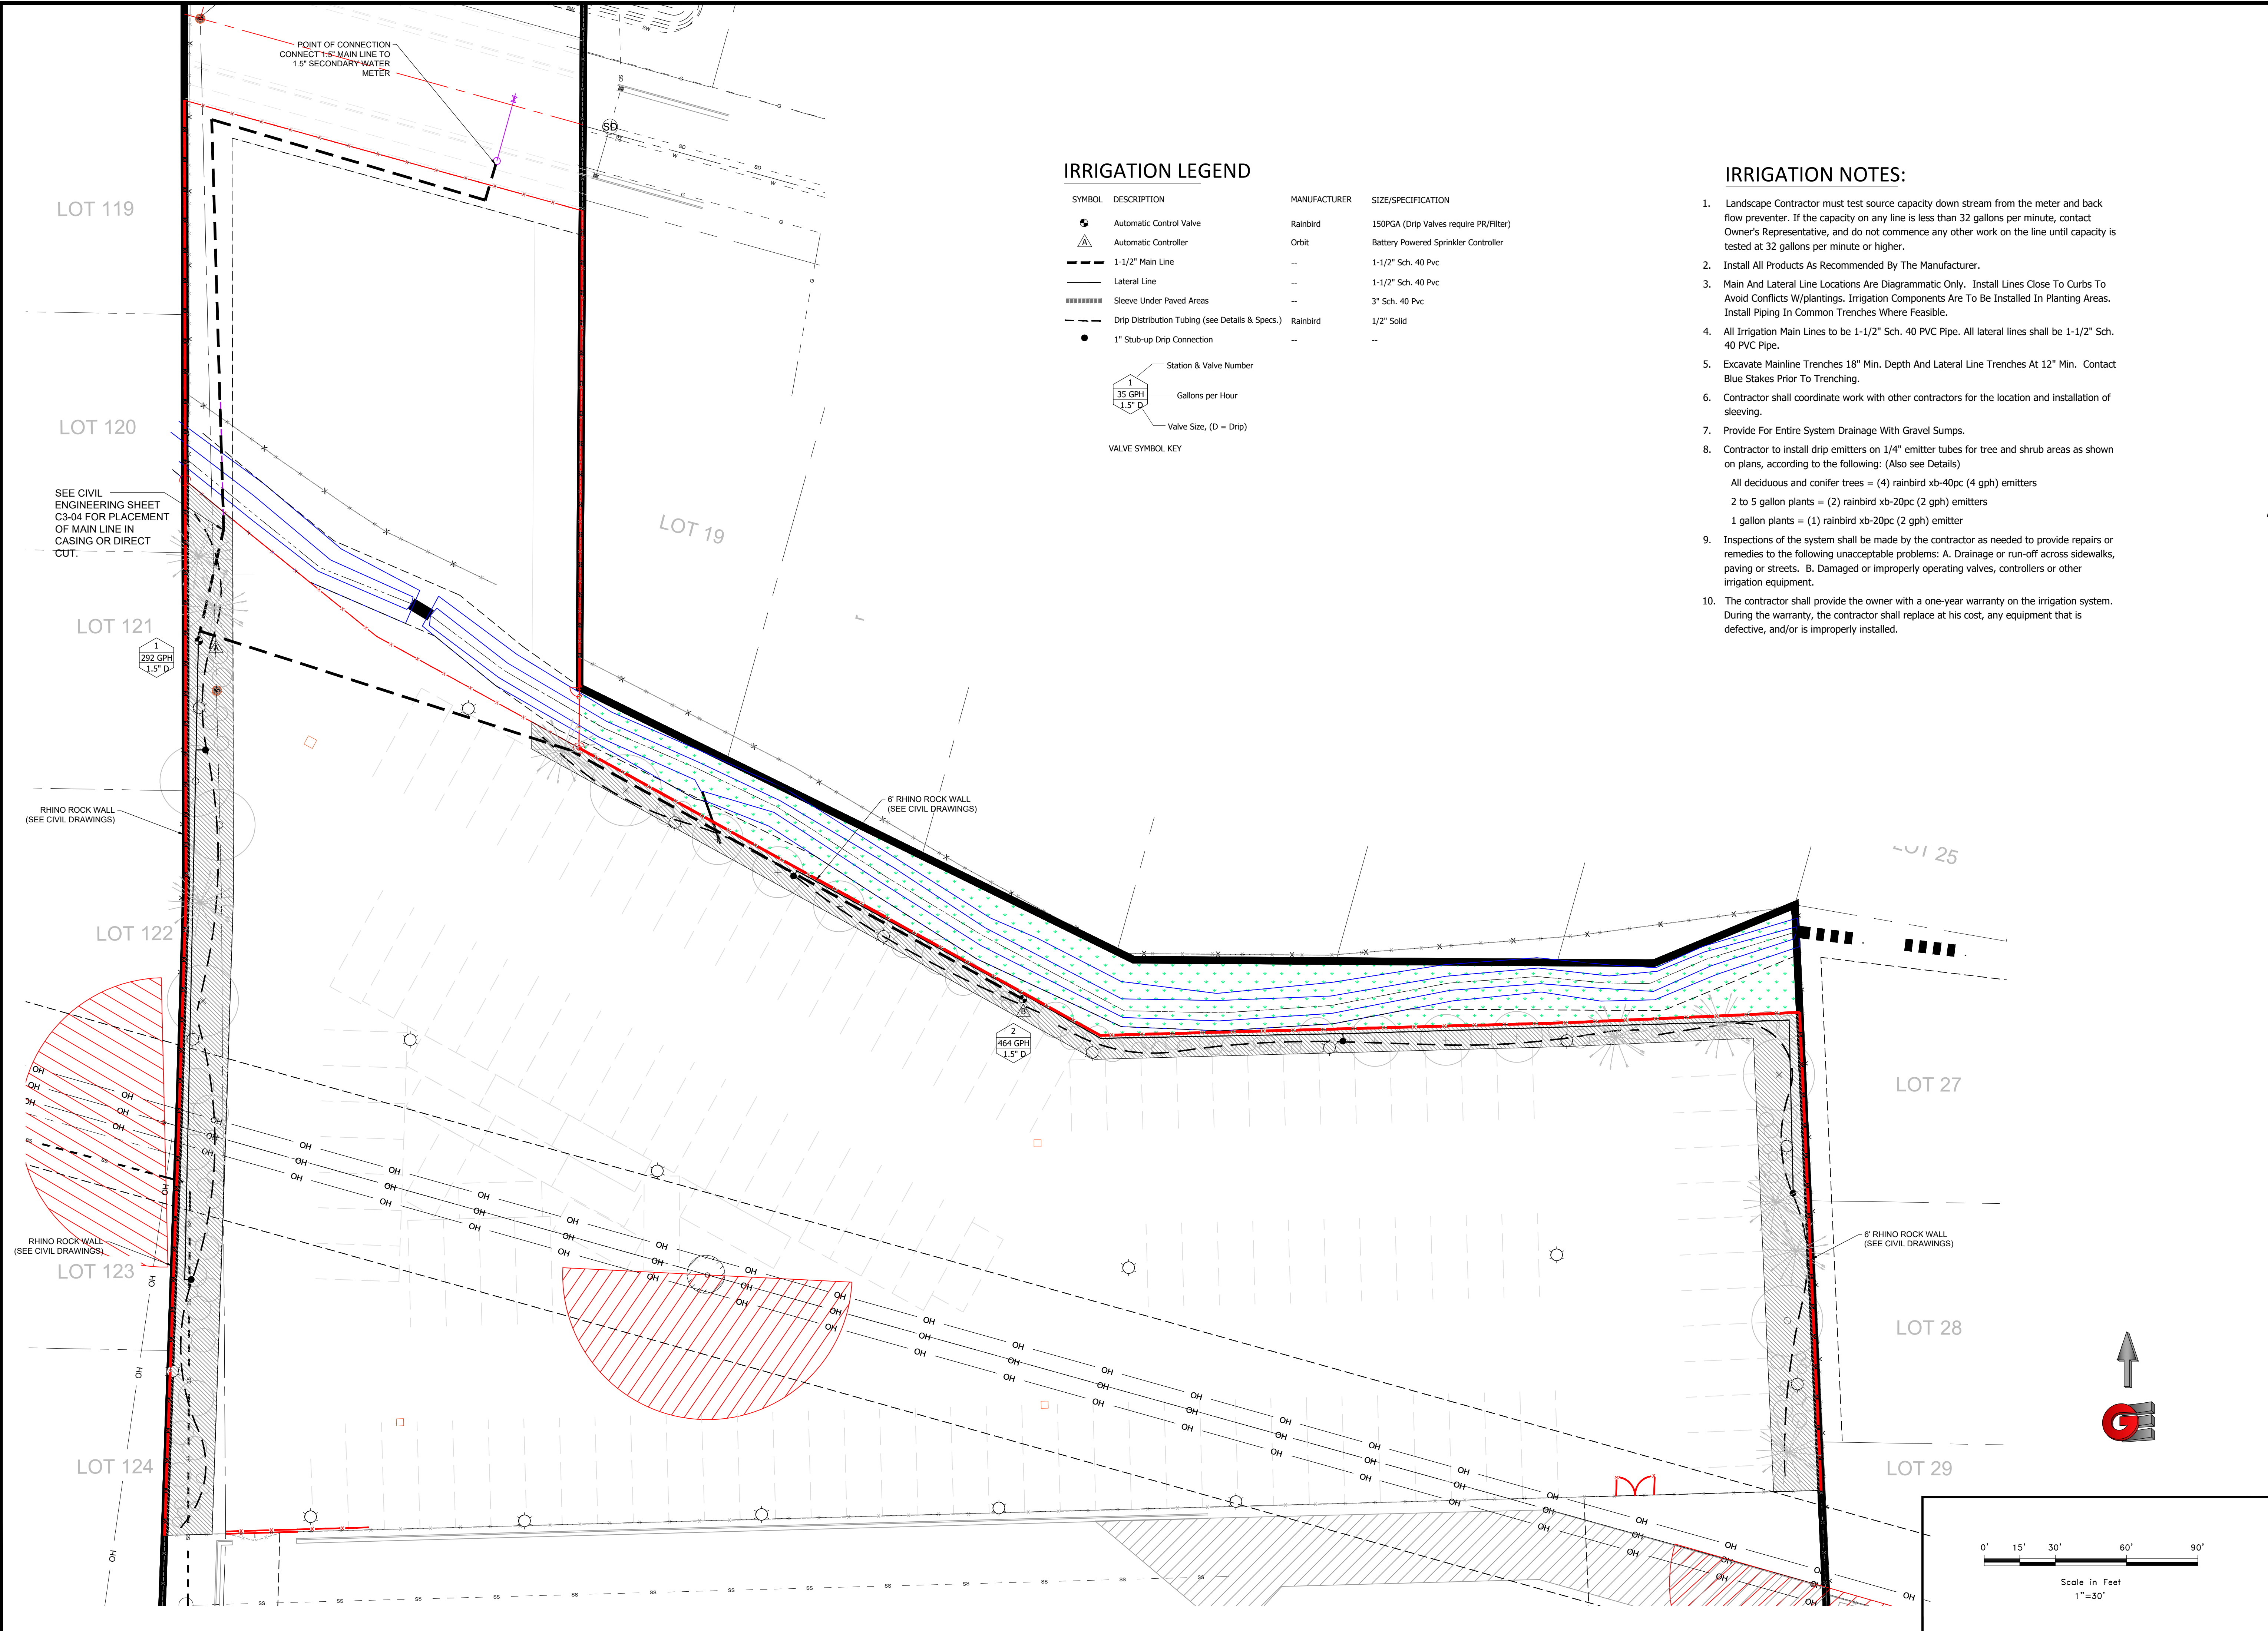 POINT OF CONNECTION
CONNECT 1.5" MAIN LINE TO
1.5" SECONDARY WATER
METER
LOT 119
LOT 120
SEE CIVIL
ENGINEERING SHEET
C3-04 FOR PLACEMENT
OF MAIN LINE IN
CASING OR DIRECT
CUT.
LOT 121
1
292 GPH
1.5" D
A
RHINO ROCK WALL
(SEE CIVIL DRAWINGS)
LOT 122
RHINO ROCK WALL
(SEE CIVIL DRAWINGS)
LOT 123
LOT 124
SD
LOT 19
r
6' RHINO ROCK WALL
(SEE CIVIL DRAWINGS)
B
2
464 GPH
1.5" D
IRRIGATION LEGEND
SYMBOL DESCRIPTION MANUFACTURER SIZE/SPECIFICATION
Automatic Control Valve Rainbird 150PGA (Drip Valves require PR/Filter)
A Automatic Controller Orbit Battery Powered Sprinkler Controller
1-1/2" Main Line -- 1-1/2" Sch. 40 Pvc
Lateral Line -- 1-1/2" Sch. 40 Pvc
Sleeve Under Paved Areas -- 3" Sch. 40 Pvc
Drip Distribution Tubing (see Details & Specs.) Rainbird 1/2" Solid
1" Stub-up Drip Connection -- --
Station & Valve Number
1
35 GPH
1.5" D
Gallons per Hour
Valve Size, (D = Drip)
VALVE SYMBOL KEY
IRRIGATION NOTES:
1. Landscape Contractor must test source capacity down stream from the meter and back
flow preventer. If the capacity on any line is less than 32 gallons per minute, contact
Owner's Representative, and do not commence any other work on the line until capacity is
tested at 32 gallons per minute or higher.
2. Install All Products As Recommended By The Manufacturer.
3. Main And Lateral Line Locations Are Diagrammatic Only. Install Lines Close To Curbs To
Avoid Conflicts W/plantings. Irrigation Components Are To Be Installed In Planting Areas.
Install Piping In Common Trenches Where Feasible.
4. All Irrigation Main Lines to be 1-1/2" Sch. 40 PVC Pipe. All lateral lines shall be 1-1/2" Sch.
40 PVC Pipe.
5. Excavate Mainline Trenches 18" Min. Depth And Lateral Line Trenches At 12" Min. Contact
Blue Stakes Prior To Trenching.
6. Contractor shall coordinate work with other contractors for the location and installation of
sleeving.
7. Provide For Entire System Drainage With Gravel Sumps.
8. Contractor to install drip emitters on 1/4" emitter tubes for tree and shrub areas as shown
on plans, according to the following: (Also see Details)
All deciduous and conifer trees = (4) rainbird xb-40pc (4 gph) emitters
2 to 5 gallon plants = (2) rainbird xb-20pc (2 gph) emitters
1 gallon plants = (1) rainbird xb-20pc (2 gph) emitter
9. Inspections of the system shall be made by the contractor as needed to provide repairs or
remedies to the following unacceptable problems: A. Drainage or run-off across sidewalks,
paving or streets. B. Damaged or improperly operating valves, controllers or other
irrigation equipment.
10. The contractor shall provide the owner with a one-year warranty on the irrigation system.
During the warranty, the contractor shall replace at his cost, any equipment that is
defective, and/or is improperly installed.
LOT 25
LOT 27
6' RHINO ROCK WALL
(SEE CIVIL DRAWINGS)
LOT 28
LOT 29
0' 15' 30' 60' 90'
Scale in Feet
1"=30'